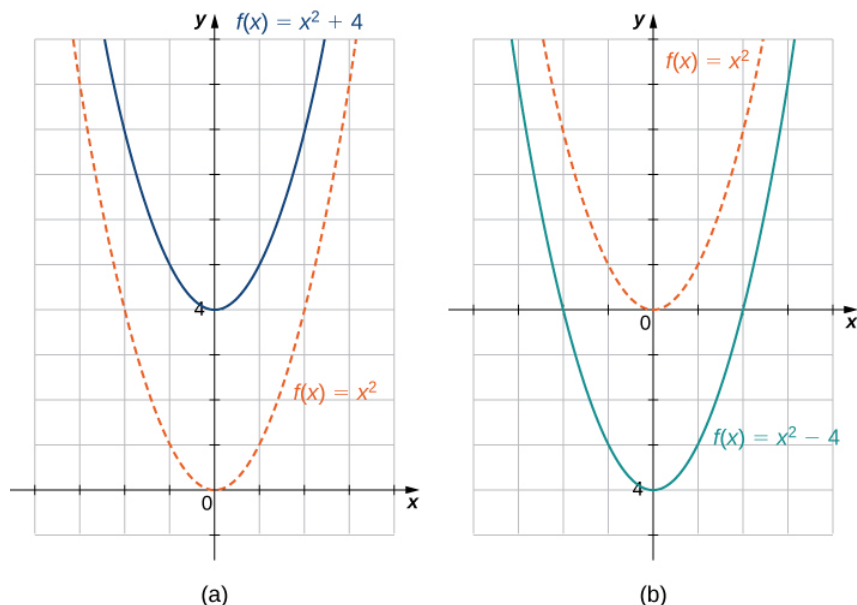 y
f(x) = x² + 4
4
f(x) = x²
0
x
(a)
y
f(x) = x²
0
x
f(x) = x² − 4
4
(b)